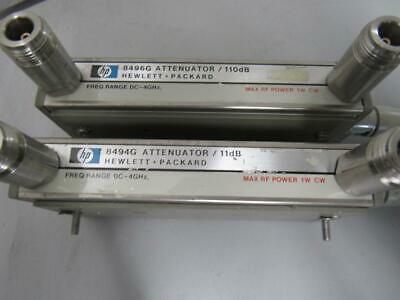 hp 8496G ATTENUATOR / 110dB
HEWLETT • PACKARD
FREQ RANGE DC-4GHz. MAX RF POWER 1W CW
hp 8494G ATTENUATOR / 11dB
HEWLETT • PACKARD
FREQ RANGE DC-4GHz. MAX RF POWER 1W CW